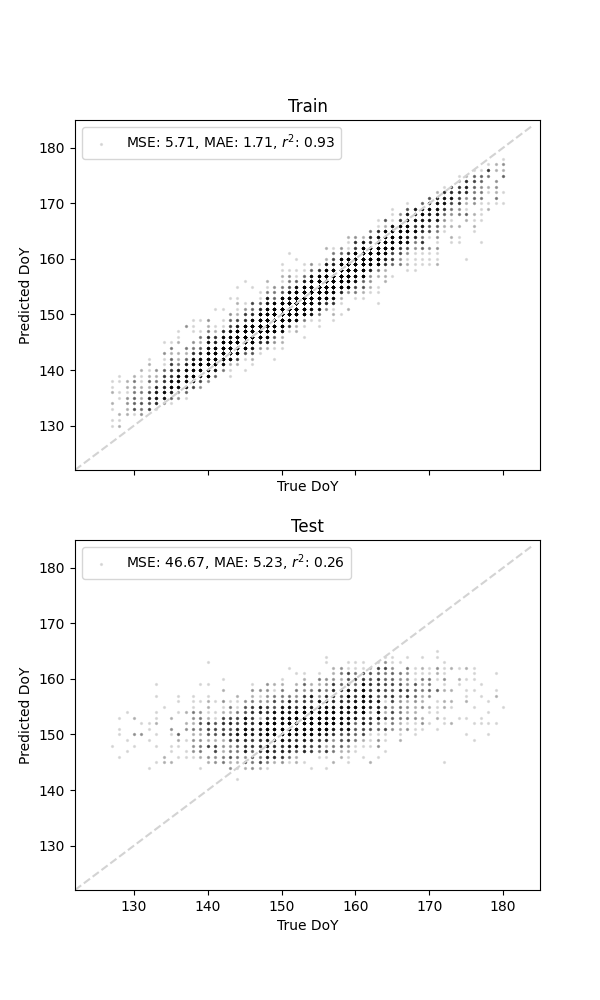 Train
MSE: 5.71, MAE: 1.71, r²: 0.93
180
170
160
150
140
130
Predicted DoY
True DoY
Test
MSE: 46.67, MAE: 5.23, r²: 0.26
180
170
160
150
140
130
Predicted DoY
130 140 150 160 170 180
True DoY